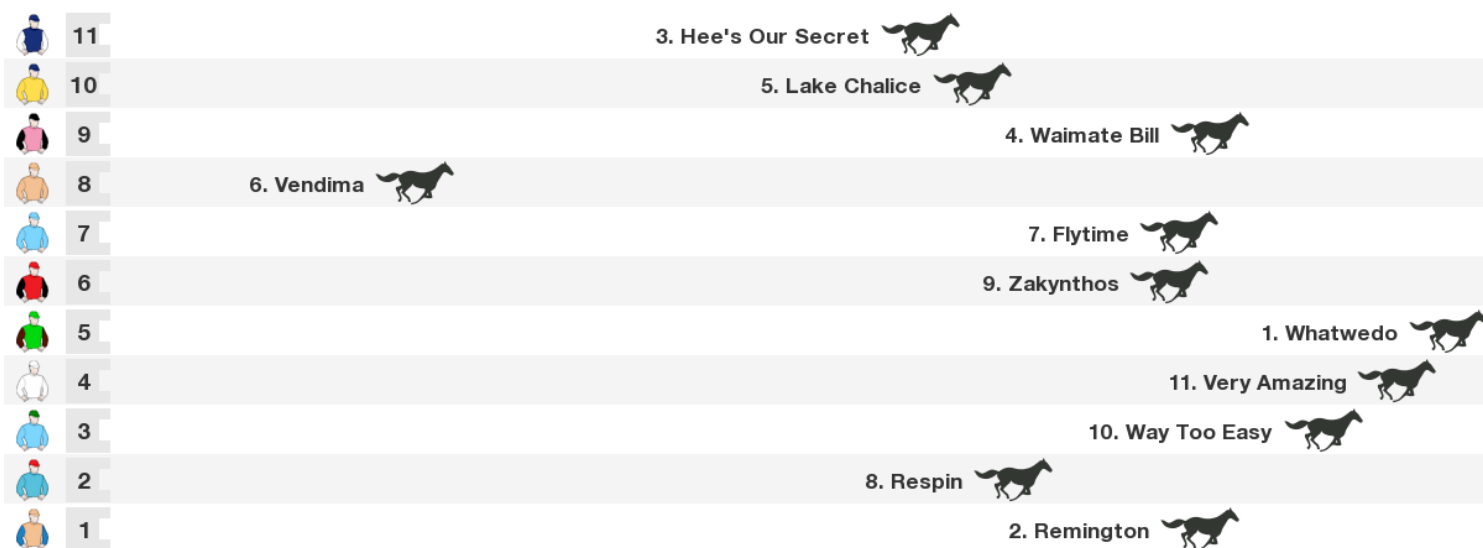 11 3. Hee's Our Secret
10 5. Lake Chalice
9 4. Waimate Bill
8 6. Vendima
7 7. Flytime
6 9. Zakynthos
5 1. Whatwedo
4 11. Very Amazing
3 10. Way Too Easy
2 8. Respin
1 2. Remington